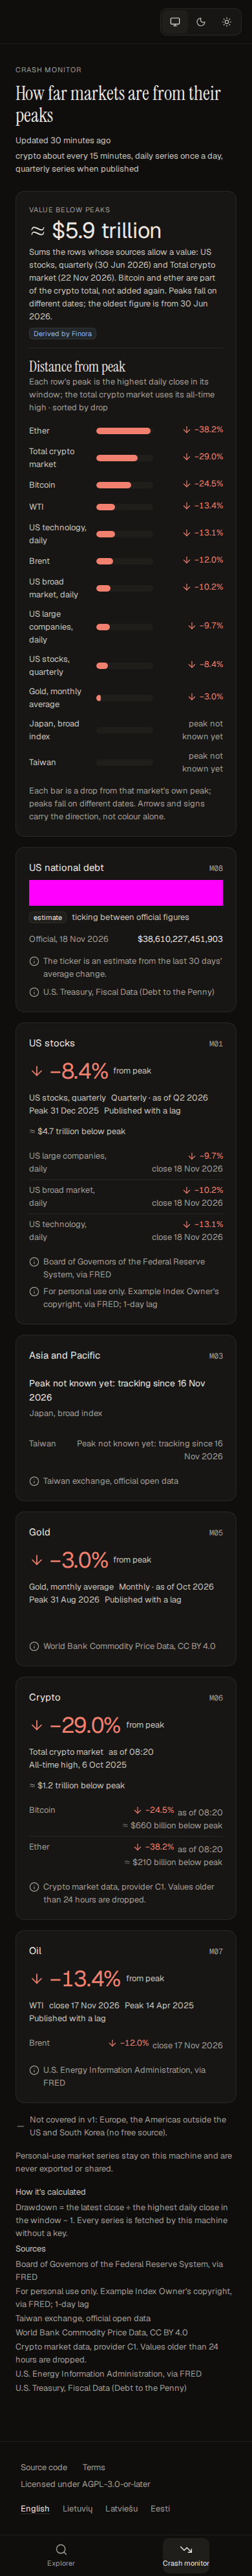 CRASH MONITOR
How far markets are from their
peaks
Updated 30 minutes ago
crypto about every 15 minutes, daily series once a day,
quarterly series when published
VALUE BELOW PEAKS
≈ $5.9 trillion
Sums the rows whose sources allow a value: US
stocks, quarterly (30 Jun 2026) and Total crypto
market (22 Nov 2026). Bitcoin and ether are part
of the crypto total, not added again. Peaks fall on
different dates; the oldest figure is from 30 Jun
2026.
Derived by Finora
Distance from peak
Each row's peak is the highest daily close in its
window; the total crypto market uses its all-time
high · sorted by drop
Ether ↓ −38.2%
Total crypto
market ↓ −29.0%
Bitcoin ↓ −24.5%
WTI ↓ −13.4%
US technology,
daily ↓ −13.1%
Brent ↓ −12.0%
US broad
market, daily ↓ −10.2%
US large
companies,
daily ↓ −9.7%
US stocks,
quarterly ↓ −8.4%
Gold, monthly
average ↓ −3.0%
Japan, broad
index
peak not
known yet
Taiwan
peak not
known yet
Each bar is a drop from that market's own peak;
peaks fall on different dates. Arrows and signs
carry the direction, not colour alone.
US national debt M08
estimate ticking between official figures
Official, 18 Nov 2026 $38,610,227,451,903
The ticker is an estimate from the last 30 days'
average change.
U.S. Treasury, Fiscal Data (Debt to the Penny)
US stocks M01
↓ −8.4% from peak
US stocks, quarterly Quarterly · as of Q2 2026
Peak 31 Dec 2025 Published with a lag
≈ $4.7 trillion below peak
US large companies, ↓ −9.7%
daily close 18 Nov 2026
US broad market, ↓ −10.2%
daily close 18 Nov 2026
US technology, ↓ −13.1%
daily close 18 Nov 2026
Board of Governors of the Federal Reserve
System, via FRED
For personal use only. Example Index Owner's
copyright, via FRED; 1-day lag
Asia and Pacific M03
Peak not known yet: tracking since 16 Nov
2026
Japan, broad index
Taiwan Peak not known yet: tracking since 16
Nov 2026
Taiwan exchange, official open data
Gold M05
↓ −3.0% from peak
Gold, monthly average Monthly · as of Oct 2026
Peak 31 Aug 2026 Published with a lag
World Bank Commodity Price Data, CC BY 4.0
Crypto M06
↓ −29.0% from peak
Total crypto market as of 08:20
All-time high, 6 Oct 2025
≈ $1.2 trillion below peak
Bitcoin ↓ −24.5% as of 08:20
≈ $660 billion below peak
Ether ↓ −38.2% as of 08:20
≈ $210 billion below peak
Crypto market data, provider C1. Values older
than 24 hours are dropped.
Oil M07
↓ −13.4% from peak
WTI close 17 Nov 2026 Peak 14 Apr 2025
Published with a lag
Brent ↓ −12.0% close 17 Nov 2026
U.S. Energy Information Administration, via
FRED
— Not covered in v1: Europe, the Americas outside the
US and South Korea (no free source).
Personal-use market series stay on this machine and are
never exported or shared.
How it's calculated
Drawdown = the latest close ÷ the highest daily close in
the window − 1. Every series is fetched by this machine
without a key.
Sources
Board of Governors of the Federal Reserve System, via
FRED
For personal use only. Example Index Owner's copyright,
via FRED; 1-day lag
Taiwan exchange, official open data
World Bank Commodity Price Data, CC BY 4.0
Crypto market data, provider C1. Values older than 24
hours are dropped.
U.S. Energy Information Administration, via FRED
U.S. Treasury, Fiscal Data (Debt to the Penny)
Source code Terms
Licensed under AGPL-3.0-or-later
English Lietuvių Latviešu Eesti
Explorer Crash monitor